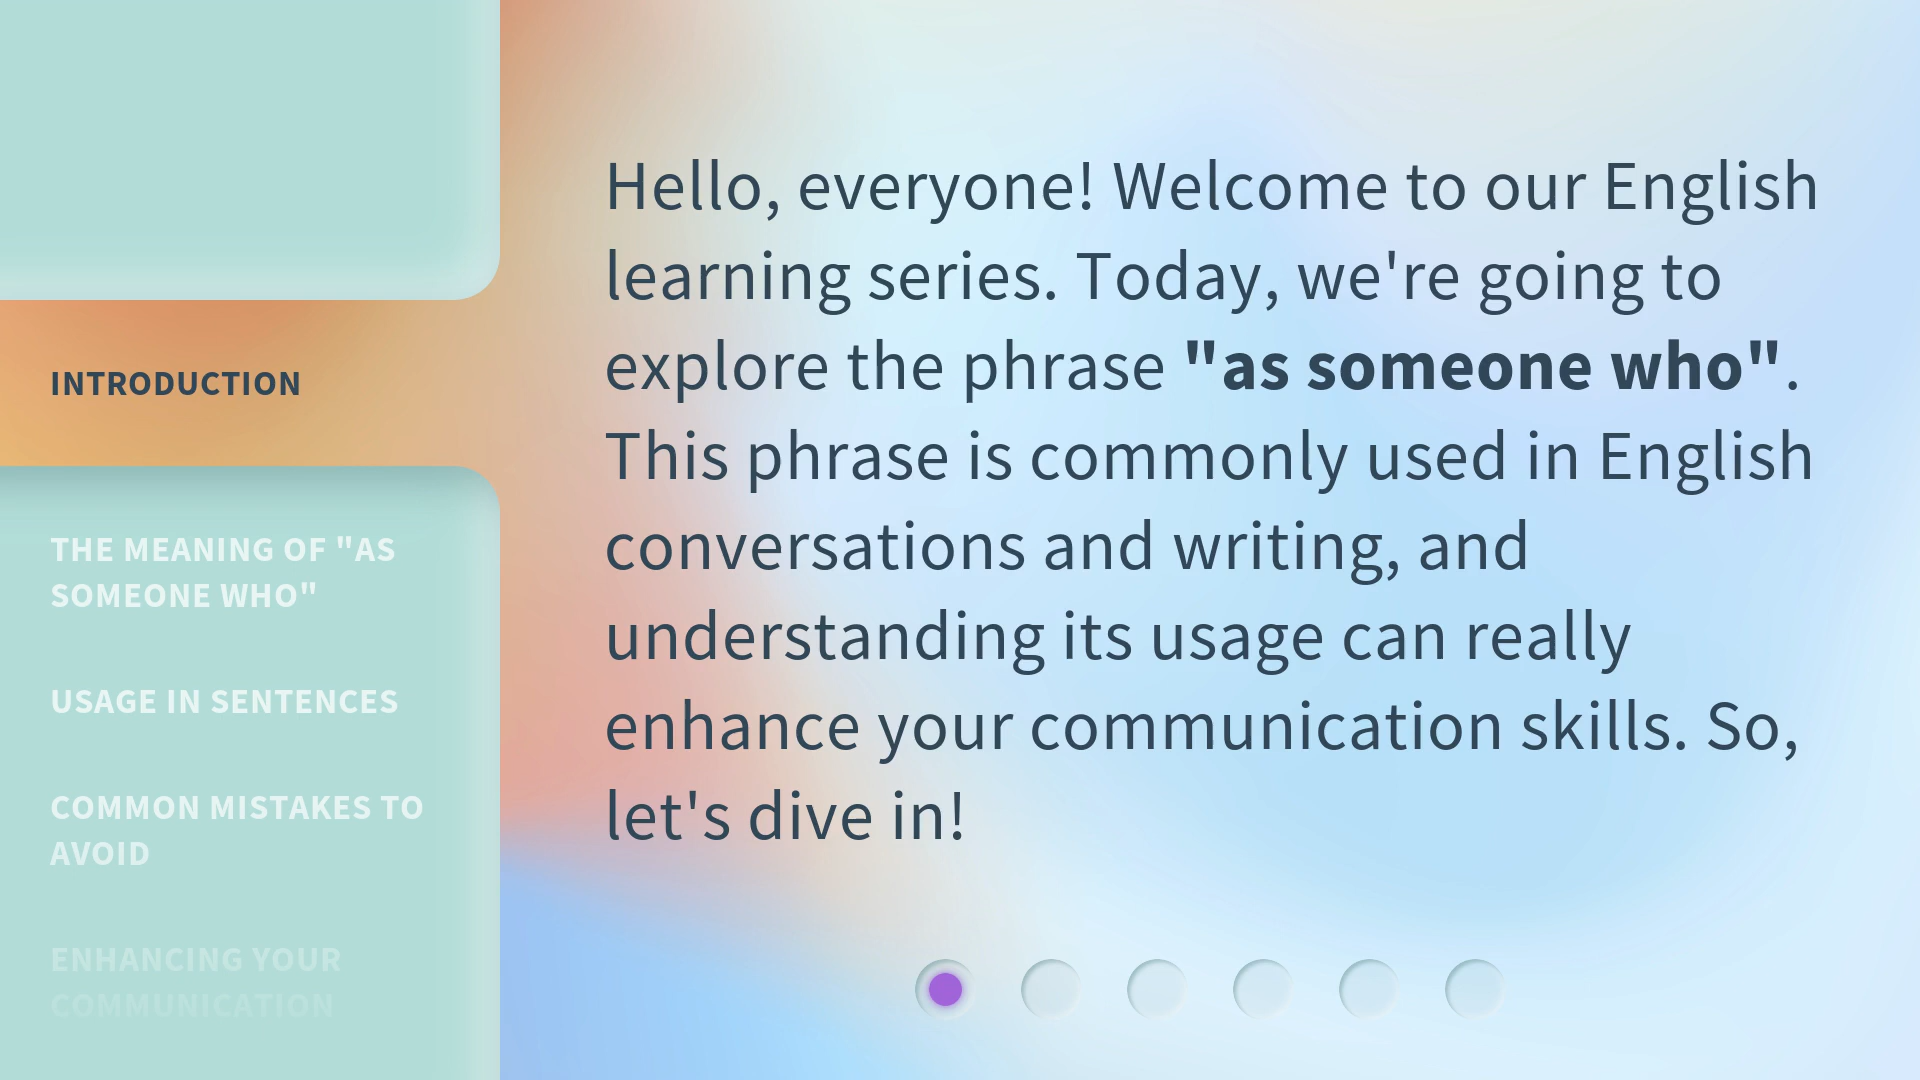 INTRODUCTION
THE MEANING OF "AS
SOMEONE WHO"
USAGE IN SENTENCES
COMMON MISTAKES TO
AVOID
ENHANCING YOUR
COMMUNICATION
Hello, everyone! Welcome to our English
learning series. Today, we're going to
explore the phrase "as someone who".
This phrase is commonly used in English
conversations and writing, and
understanding its usage can really
enhance your communication skills. So,
let's dive in!